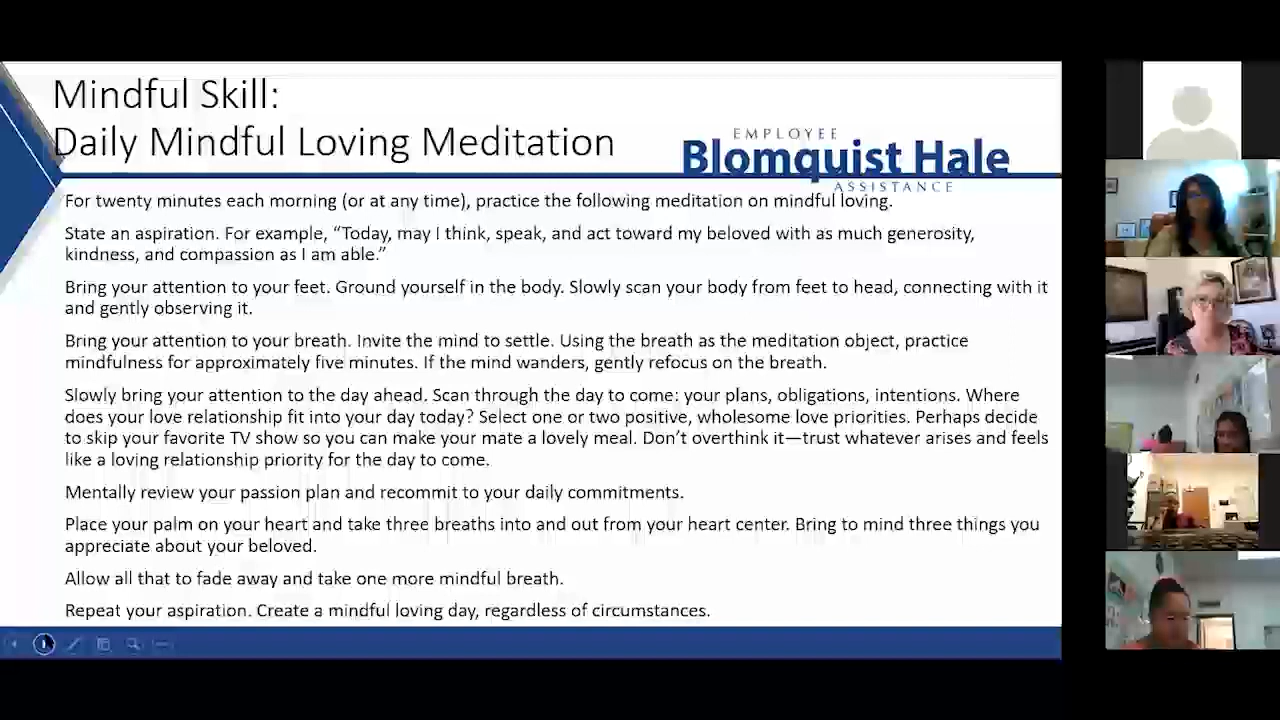 Mindful Skill:
Daily Mindful Loving Meditation
EMPLOYEE
Blomquist Hale
ASSISTANCE
For twenty minutes each morning (or at any time), practice the following meditation on mindful loving.
State an aspiration. For example, “Today, may I think, speak, and act toward my beloved with as much generosity,
kindness, and compassion as I am able.”
Bring your attention to your feet. Ground yourself in the body. Slowly scan your body from feet to head, connecting with it
and gently observing it.
Bring your attention to your breath. Invite the mind to settle. Using the breath as the meditation object, practice
mindfulness for approximately five minutes. If the mind wanders, gently refocus on the breath.
Slowly bring your attention to the day ahead. Scan through the day to come: your plans, obligations, intentions. Where
does your love relationship fit into your day today? Select one or two positive, wholesome love priorities. Perhaps decide
to skip your favorite TV show so you can make your mate a lovely meal. Don’t overthink it—trust whatever arises and feels
like a loving relationship priority for the day to come.
Mentally review your passion plan and recommit to your daily commitments.
Place your palm on your heart and take three breaths into and out from your heart center. Bring to mind three things you
appreciate about your beloved.
Allow all that to fade away and take one more mindful breath.
Repeat your aspiration. Create a mindful loving day, regardless of circumstances.